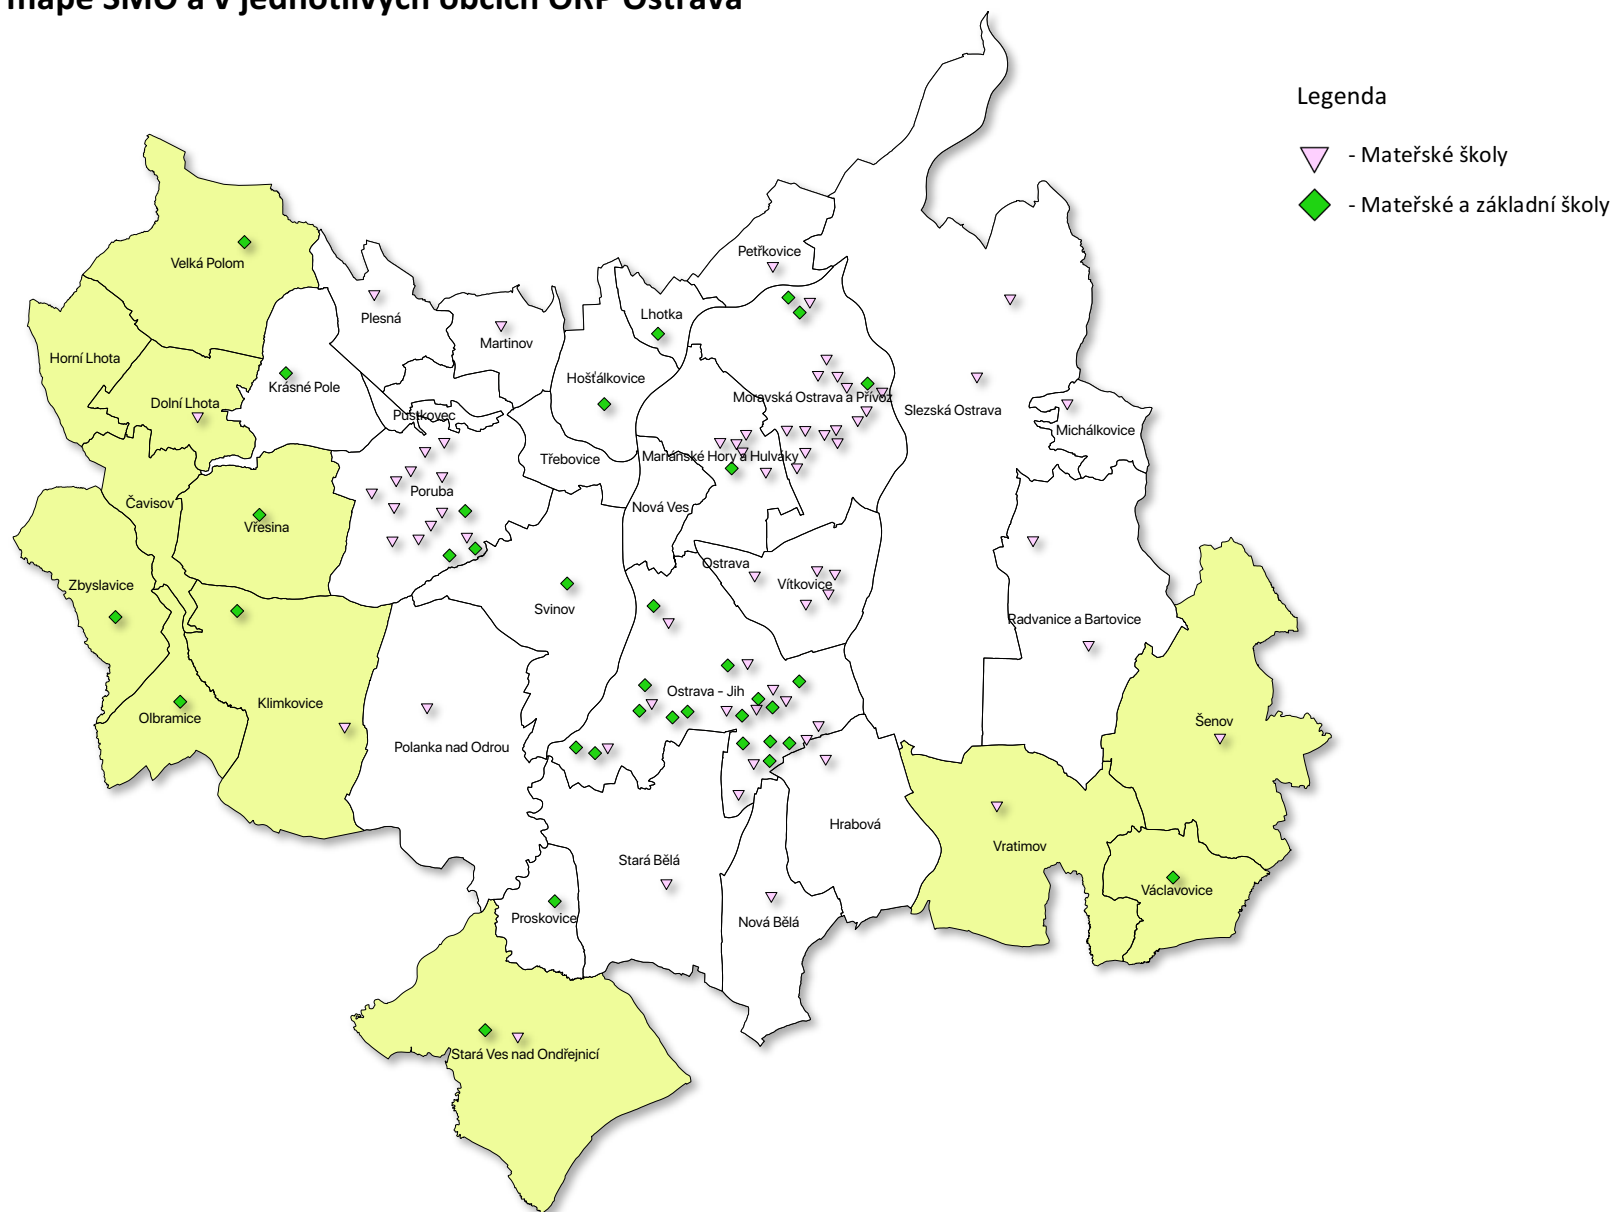 mapě SMO a v jednotlivých obcích ORP Ostrava
Legenda
- Mateřské školy
- Mateřské a základní školy
Petřkovice
Velká Polom
Plesná
Lhotka
Martinov
Horní Lhota
Hošťálkovice
Krásné Pole
Dolní Lhota
Moravská Ostrava a Přívoz
Slezská Ostrava
Pustkovec
Michálkovice
Mariánské Hory a Hulváky
Třebovice
Poruba
Čavisov
Nová Ves
Vřesina
Ostrava
Zbyslavice
Vítkovice
Svinov
Radvanice a Bartovice
Ostrava - Jih
Klimkovice
Olbramice
Šenov
Polanka nad Odrou
Hrabová
Vratimov
Stará Bělá
Václavovice
Proskovice
Nová Bělá
Stará Ves nad Ondřejnicí